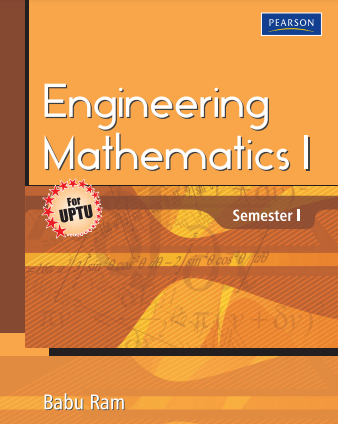 PEARSON
Engineering
Mathematics I
For
UPTU
Semester I
Babu Ram